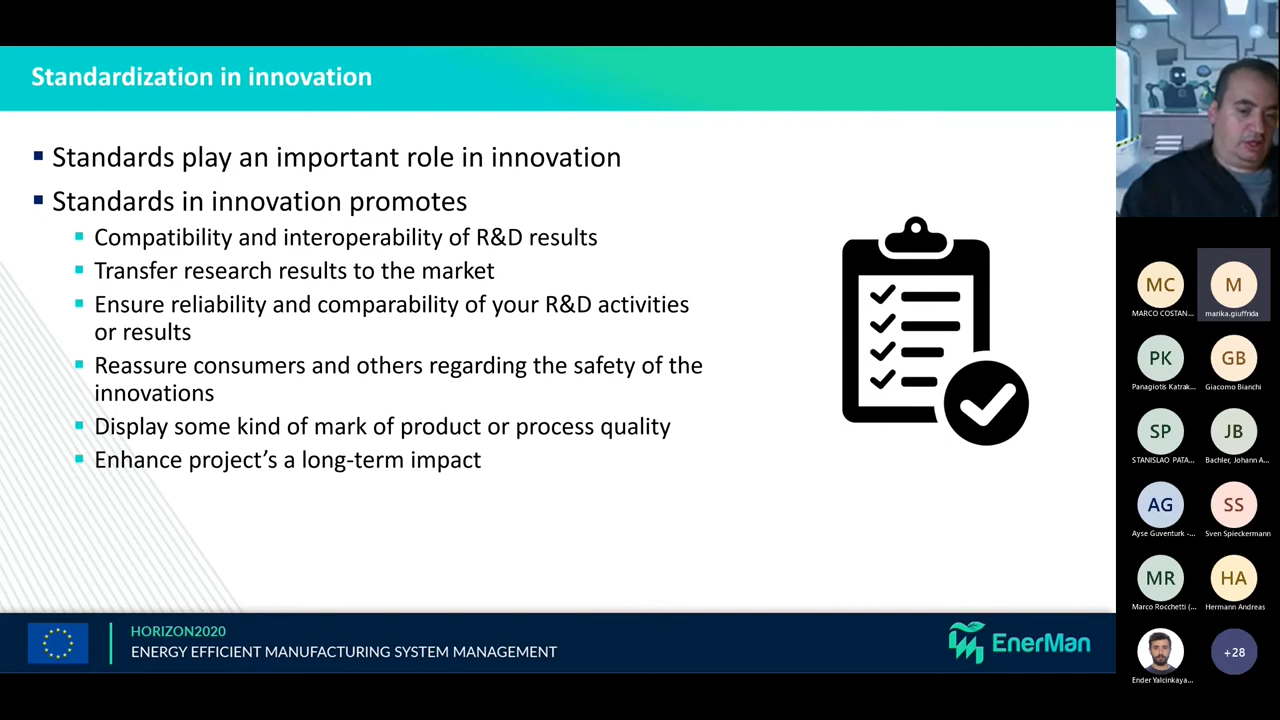 Standardization in innovation
Standards play an important role in innovation
Standards in innovation promotes
Compatibility and interoperability of R&D results
Transfer research results to the market
Ensure reliability and comparability of your R&D activities
or results
Reassure consumers and others regarding the safety of the
innovations
Display some kind of mark of product or process quality
Enhance project's a long-term impact
HORIZON2020
ENERGY EFFICIENT MANUFACTURING SYSTEM MANAGEMENT
EnerMan
MC
MARCO COSTAN...
M
marika.giuffrida
PK
Panagiotis Katrak...
GB
Giacomo Bianchi
SP
STANISLAO PATA...
JB
Bachler, Johann A...
AG
Ayse Guventurk -...
SS
Sven Spieckermann
MR
Marco Rocchetti (...
HA
Hermann Andreas
Ender Yalcinkaya...
+28